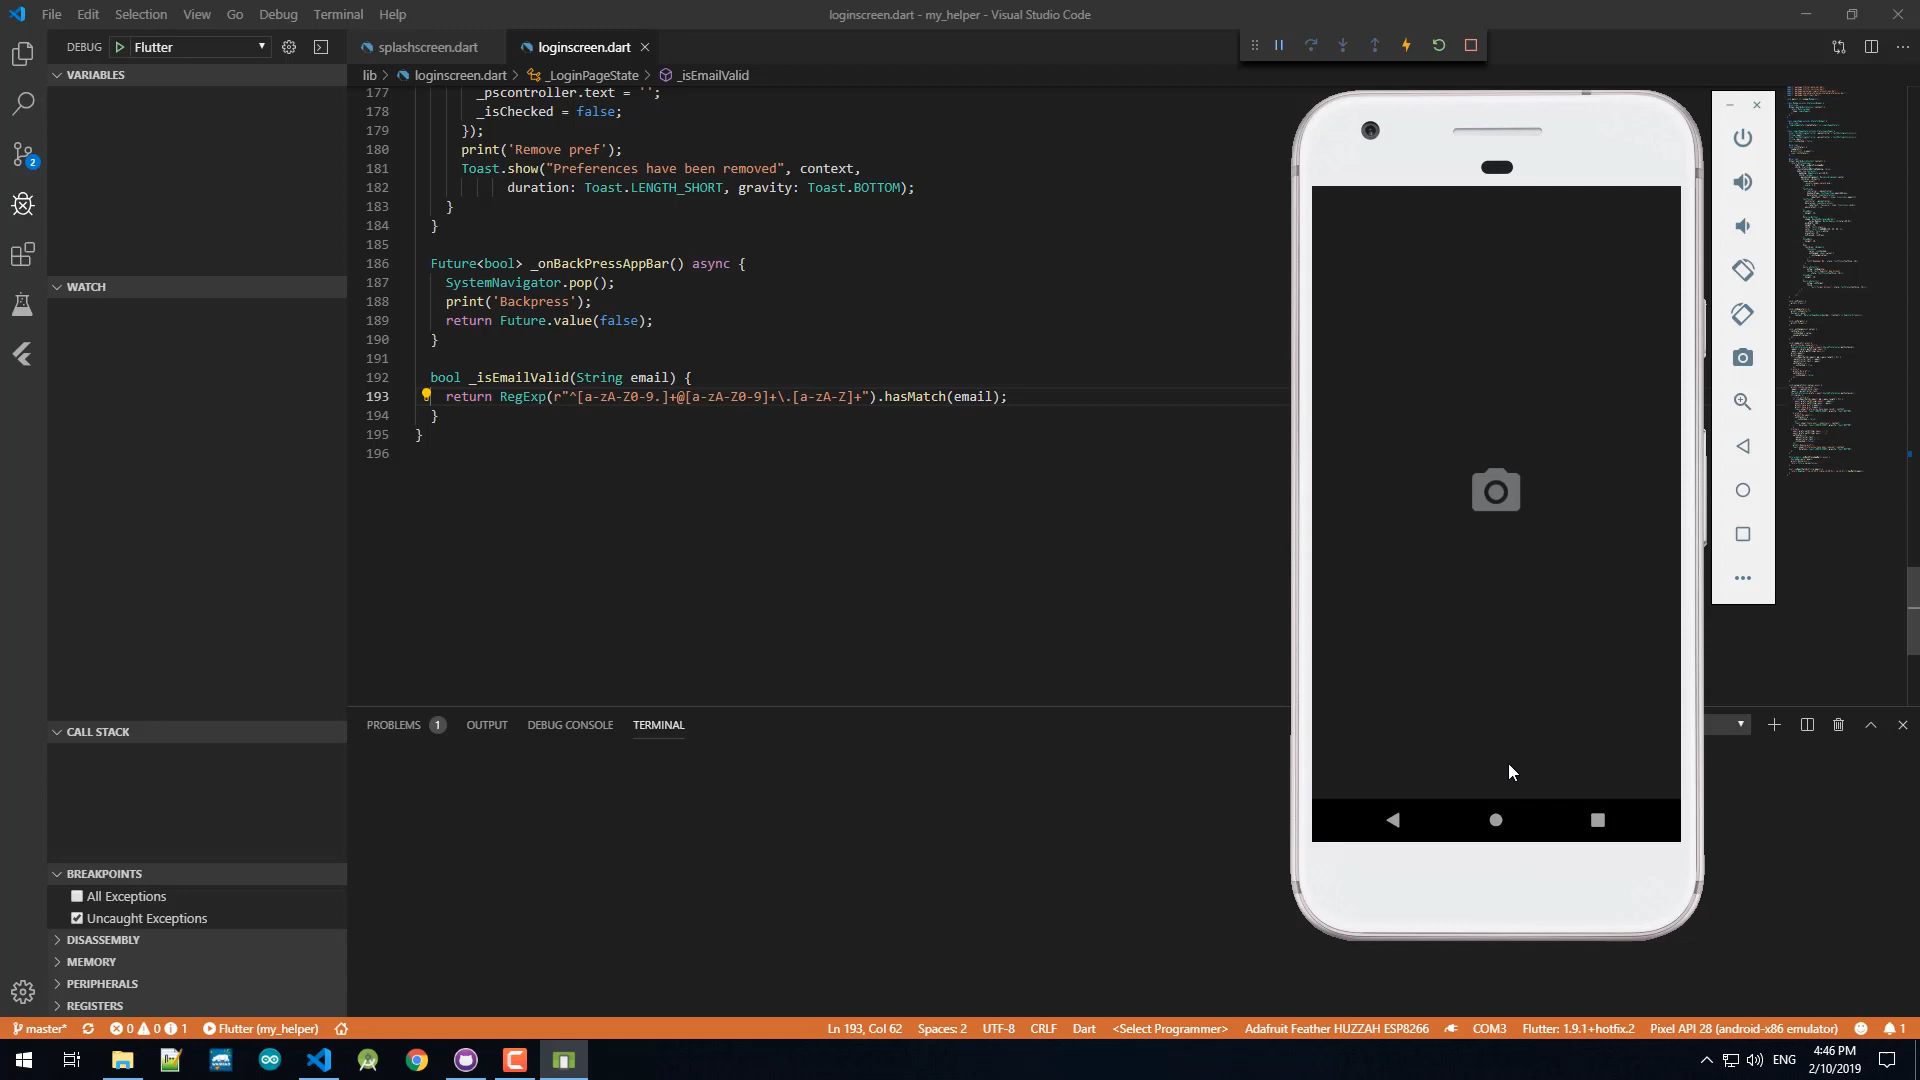 File Edit Selection View Go Debug Terminal Help
loginscreen.dart - my_helper - Visual Studio Code
DEBUG Flutter
splashscreen.dart
loginscreen.dart
lib > loginscreen.dart > _LoginPageState > _isEmailValid
VARIABLES
WATCH
CALL STACK
BREAKPOINTS
All Exceptions
Uncaught Exceptions
DISASSEMBLY
MEMORY
PERIPHERALS
REGISTERS
2
177 _pscontroller.text = '';
178 _isChecked = false;
179 });
180 print('Remove pref');
181 Toast.show("Preferences have been removed", context,
182 duration: Toast.LENGTH_SHORT, gravity: Toast.BOTTOM);
183 }
184 }
185
186 Future<bool> _onBackPressAppBar() async {
187 SystemNavigator.pop();
188 print('Backpress');
189 return Future.value(false);
190 }
191
192 bool _isEmailValid(String email) {
193 return RegExp(r"^[a-zA-Z0-9.]+@[a-zA-Z0-9]+\.[a-zA-Z]+").hasMatch(email);
194 }
195 }
196
PROBLEMS 1 OUTPUT DEBUG CONSOLE TERMINAL
master* 0 0 1 Flutter (my_helper)
Ln 193, Col 62 Spaces: 2 UTF-8 CRLF Dart <Select Programmer> Adafruit Feather HUZZAH ESP8266 COM3 Flutter: 1.9.1+hotfix.2 Pixel API 28 (android-x86 emulator) 1
ENG
4:46 PM
2/10/2019